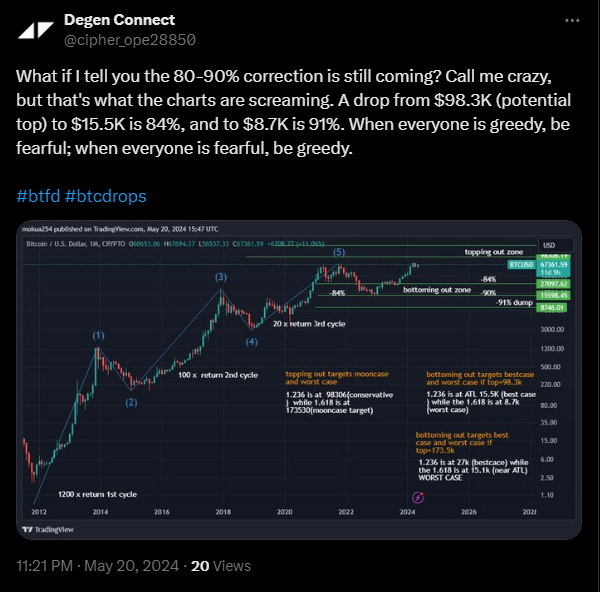 Degen Connect
@cipher_ope28850
What if I tell you the 80-90% correction is still coming? Call me crazy,
but that's what the charts are screaming. A drop from $98.3K (potential
top) to $15.5K is 84%, and to $8.7K is 91%. When everyone is greedy, be
fearful; when everyone is fearful, be greedy.
#btfd #btcdrops
mokua254 published on TradingView.com, May 20, 2024 15:47 UTC
Bitcoin / U.S. Dollar, 1M, CRYPTO O60653.06 H67694.37 L56537.33 C67361.59 +6708.77 (+11.06%)
USD
topping out zone
98306.19
BTCUSD 67361.59
11d 9h
(5)
(3)
-84%
27097.62
bottoming out zone
-84%
-90%
15598.45
-91% dump
8746.01
(1)
(4)
20 x return 3rd cycle
3000.00
1200.00
100 x return 2nd cycle
500.00
(2)
220.00
topping out targets mooncase
and worst case
1.236 is at 98306(conservative
) while 1.618 is at
173530(mooncase target)
bottoming out targets bestcase
and worst case if top=98.3k
1.236 is at ATL 15.5K (best case
) while the 1.618 is at 8.7k
(worst case)
80.00
35.00
bottoming out targets best
case and worst case if
top=173.5k
15.00
1.236 is at 27k (bestcace) while
the 1.618 is at 15.1k (near ATL)
WORST CASE
6.00
2.50
1200 x return 1st cycle
1.10
2012 2014 2016 2018 2020 2022 2024 2026 2028
TradingView
11:21 PM · May 20, 2024 · 20 Views